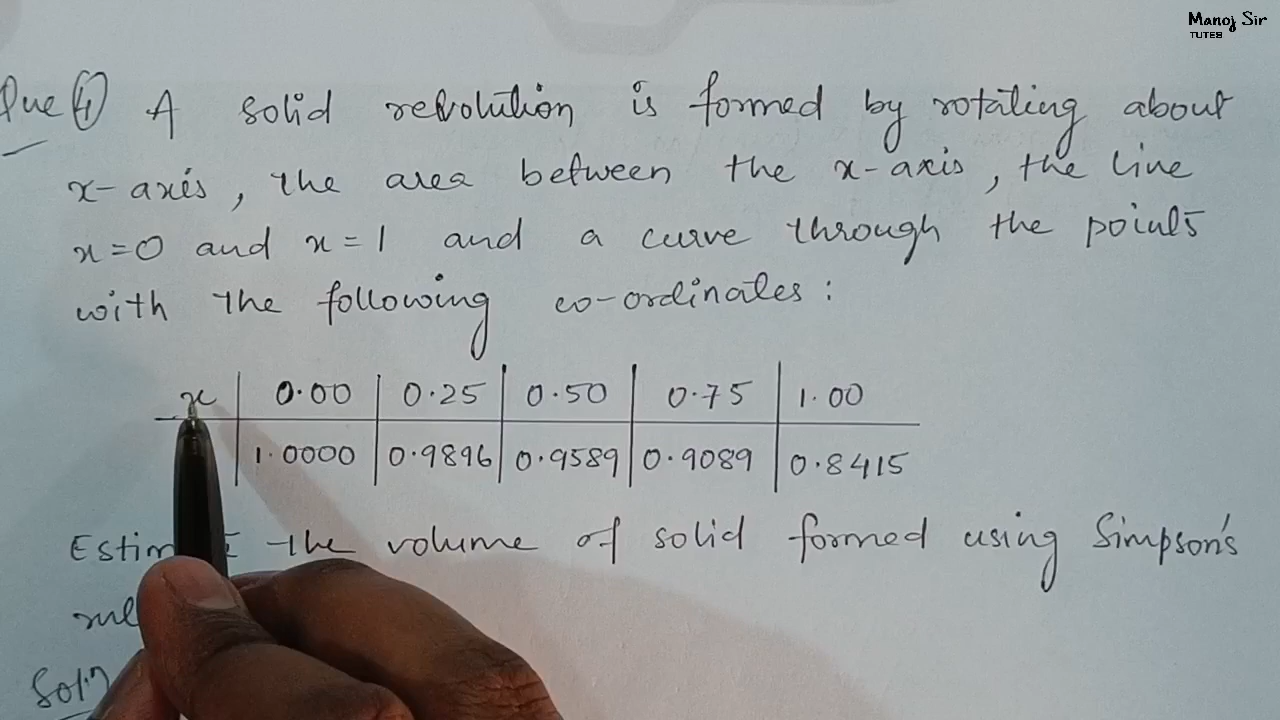 Manoj Sir
TUTES
Que ④ A solid revolution is formed by rotating about
x-axis, the area between the x-axis, the line
x=0 and x=1 and a curve through the points
with the following co-ordinates:
x 0.00 0.25 0.50 0.75 1.00
1.0000 0.9896 0.9589 0.9089 0.8415
the volume of solid formed using Simpson's
Solⁿ